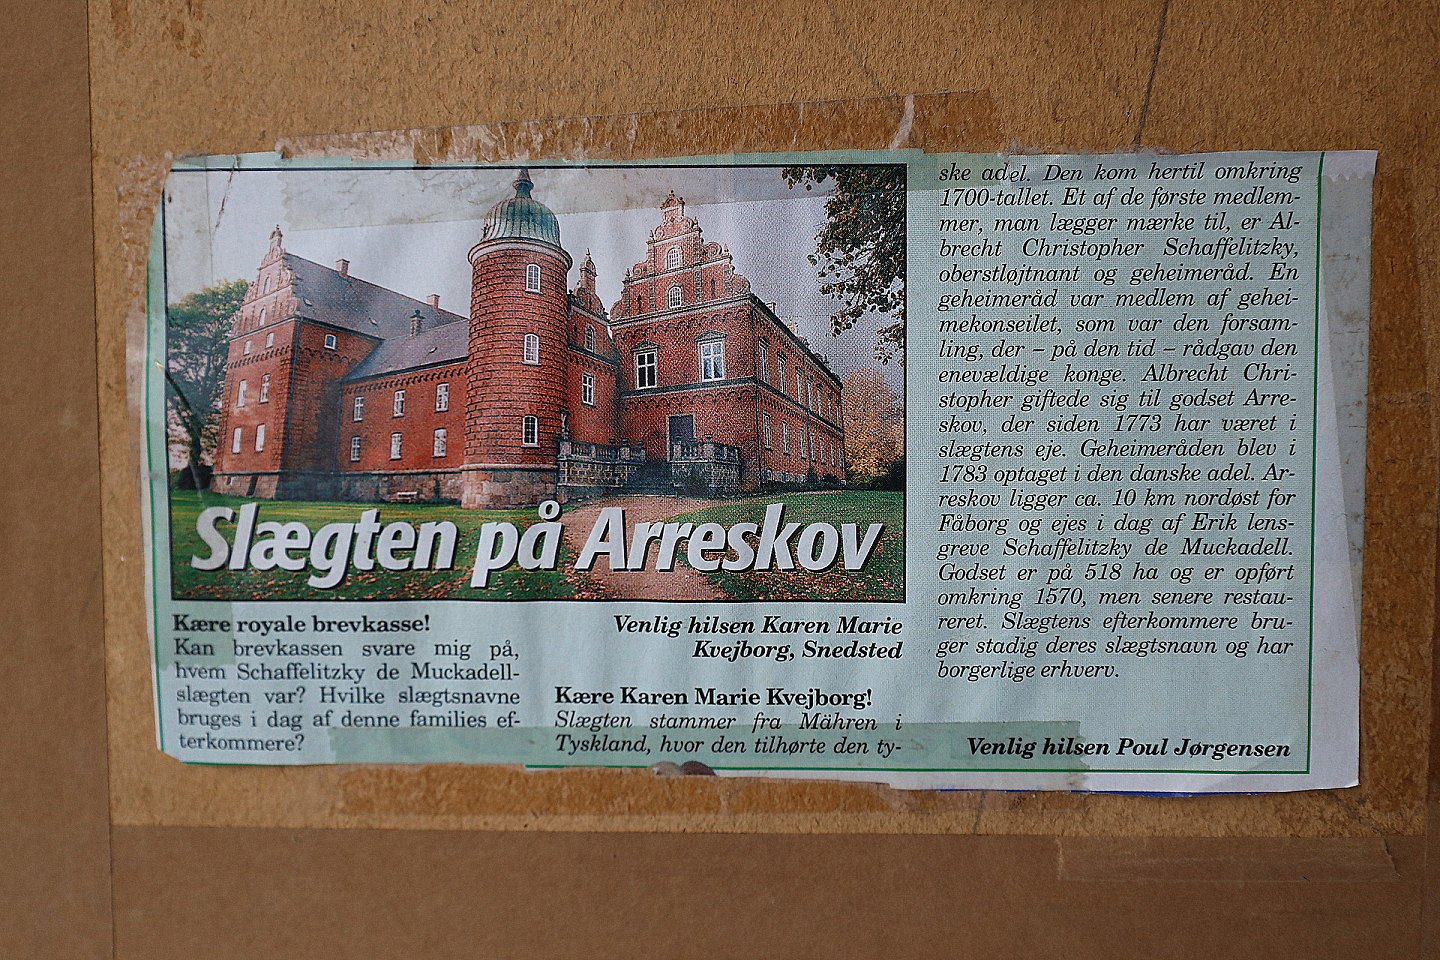 Slægten på Arreskov
Kære royale brevkasse!
Kan brevkassen svare mig på,
hvem Schaffelitzky de Muckadell-
slægten var? Hvilke slægtsnavne
bruges i dag af denne families ef-
terkommere?
Venlig hilsen Karen Marie
Kvejborg, Snedsted
Kære Karen Marie Kvejborg!
Slægten stammer fra Mähren i
Tyskland, hvor den tilhørte den ty-
ske adel. Den kom hertil omkring
1700-tallet. Et af de første medlem-
mer, man lægger mærke til, er Al-
brecht Christopher Schaffelitzky,
oberstløjtnant og geheimeråd. En
geheimeråd var medlem af gehei-
mekonseilet, som var den forsam-
ling, der – på den tid – rådgav den
enevældige konge. Albrecht Chri-
stopher giftede sig til godset Arre-
skov, der siden 1773 har været i
slægtens eje. Geheimeråden blev i
1783 optaget i den danske adel. Ar-
reskov ligger ca. 10 km nordøst for
Fåborg og ejes i dag af Erik lens-
greve Schaffelitzky de Muckadell.
Godset er på 518 ha og er opført
omkring 1570, men senere restau-
reret. Slægtens efterkommere bru-
ger stadig deres slægtsnavn og har
borgerlige erhverv.
Venlig hilsen Poul Jørgensen